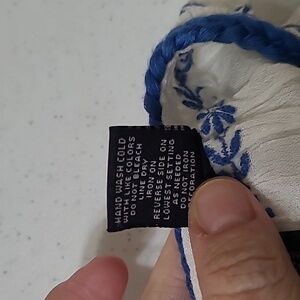 HAND WASH COLD
WITH LIKE COLORS
DO NOT BLEACH
LINE DRY
IRON ON
REVERSE SIDE ON
LOWEST SETTING
AS NEEDED
DO NOT IRON